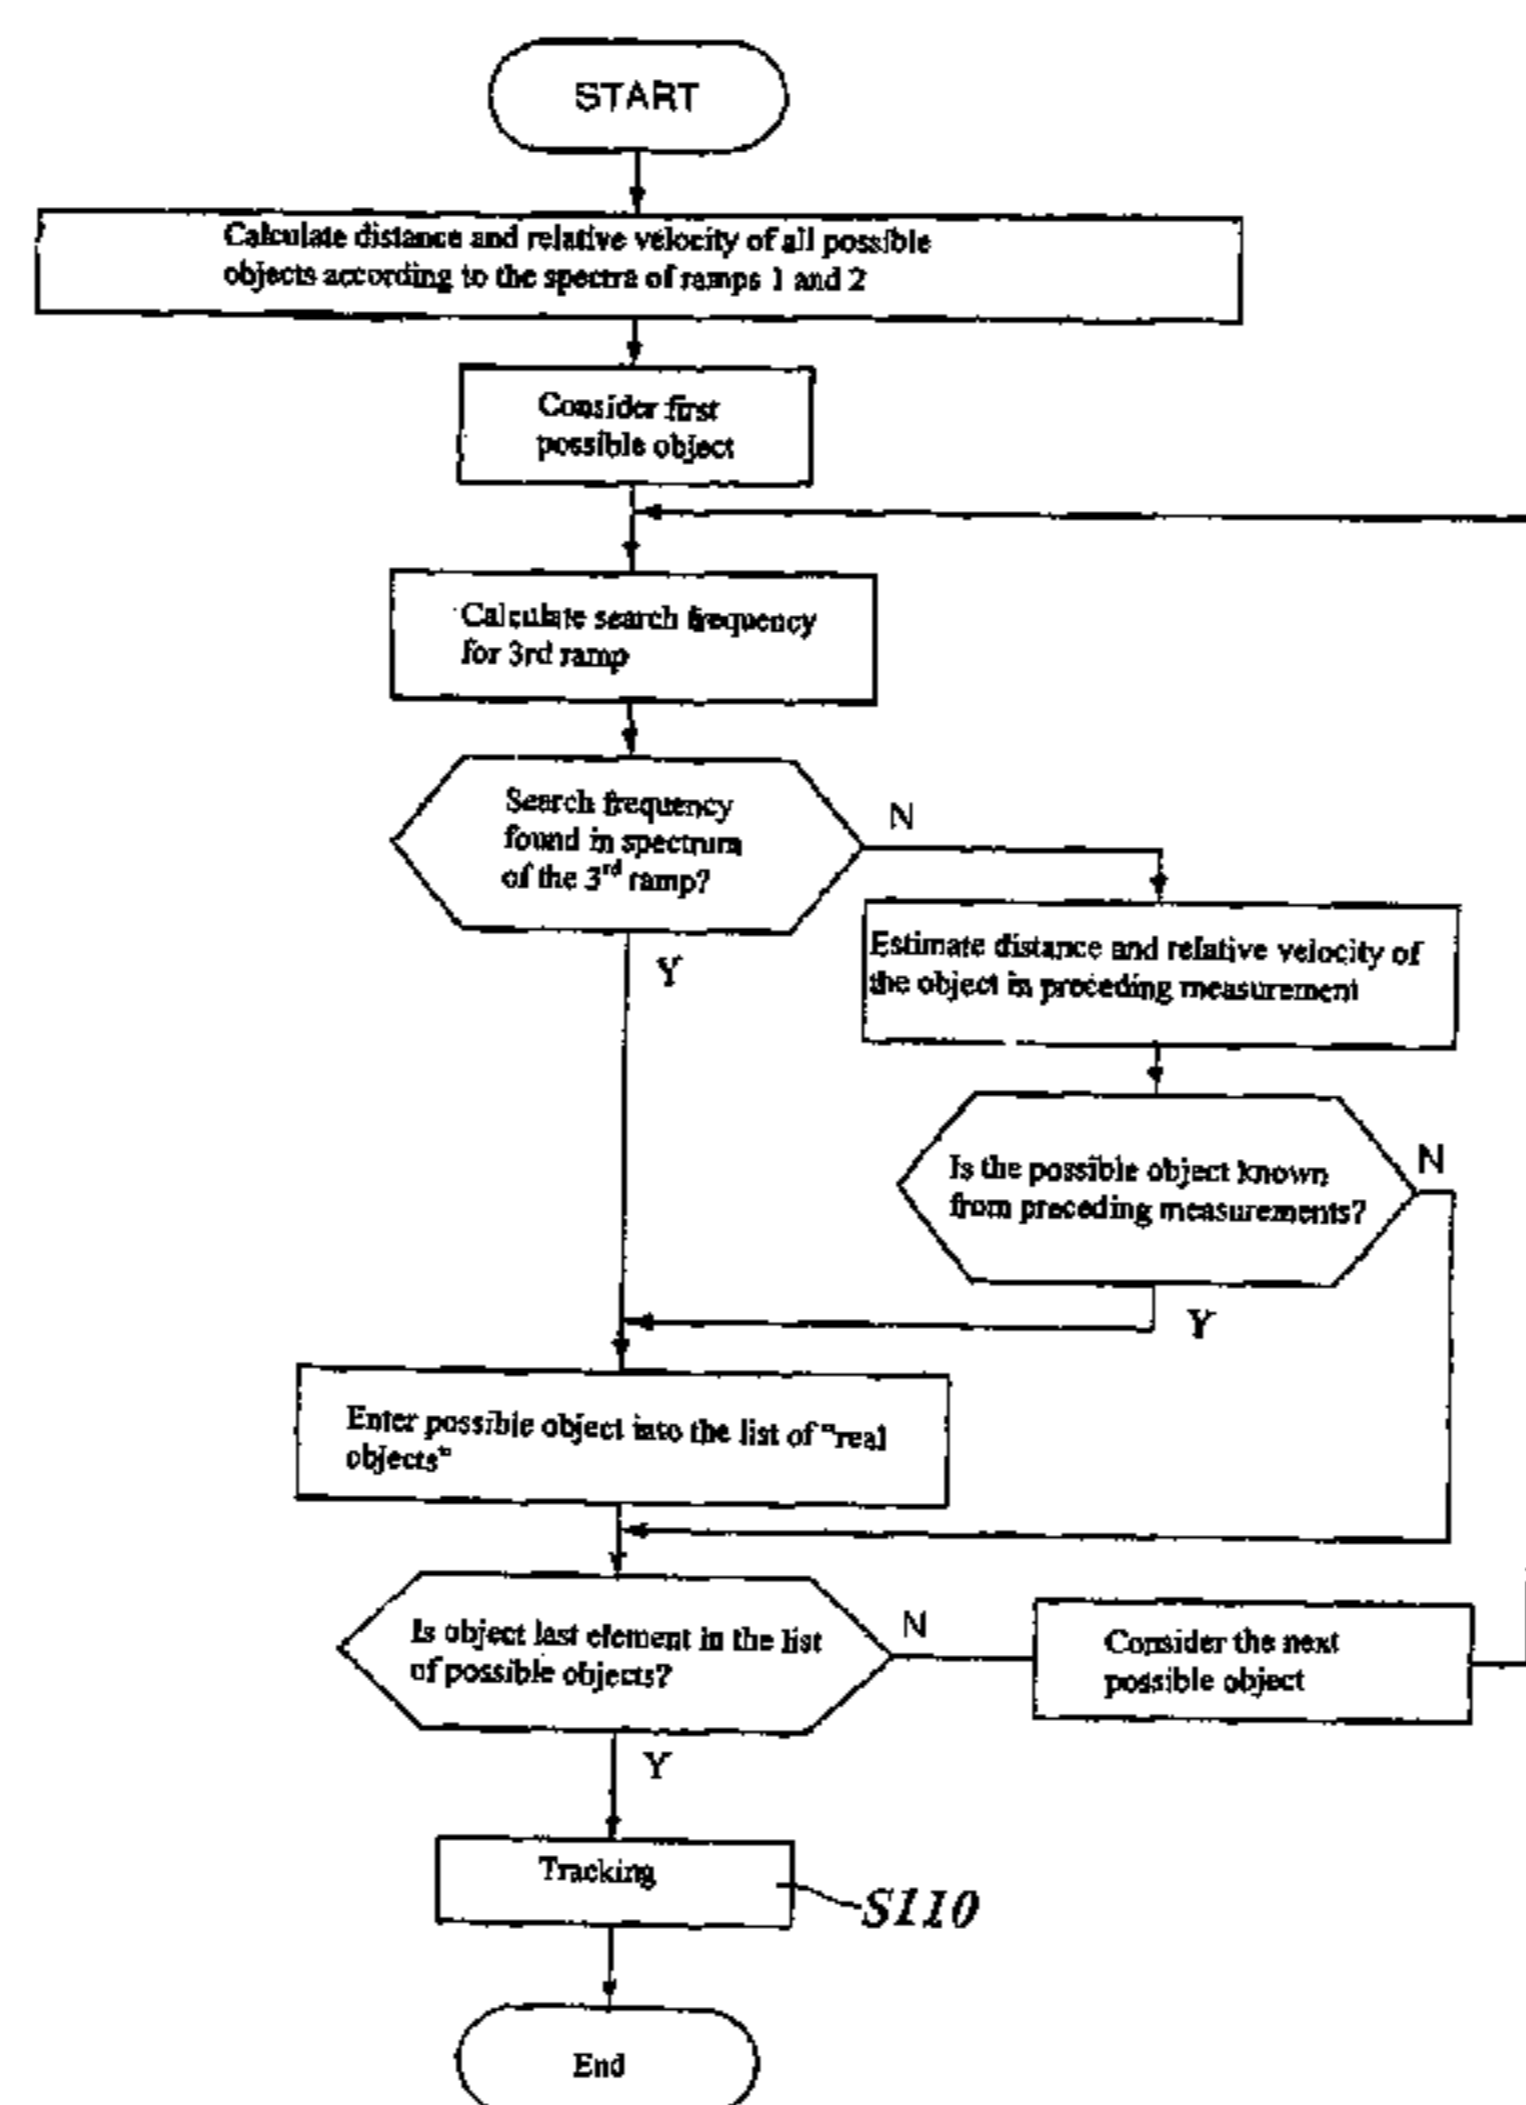 START
Calculate distance and relative velocity of all possible
objects according to the spectra of ramps 1 and 2
Consider first
possible object
Calculate search frequency
for 3rd ramp
Search frequency
found in spectrum
of the 3rd ramp?
N
Y
Estimate distance and relative velocity of
the object in preceding measurement
Is the possible object known
from preceding measurements?
N
Y
Enter possible object into the list of "real
objects"
Is object last element in the list
of possible objects?
N
Consider the next
possible object
Y
Tracking
S110
End